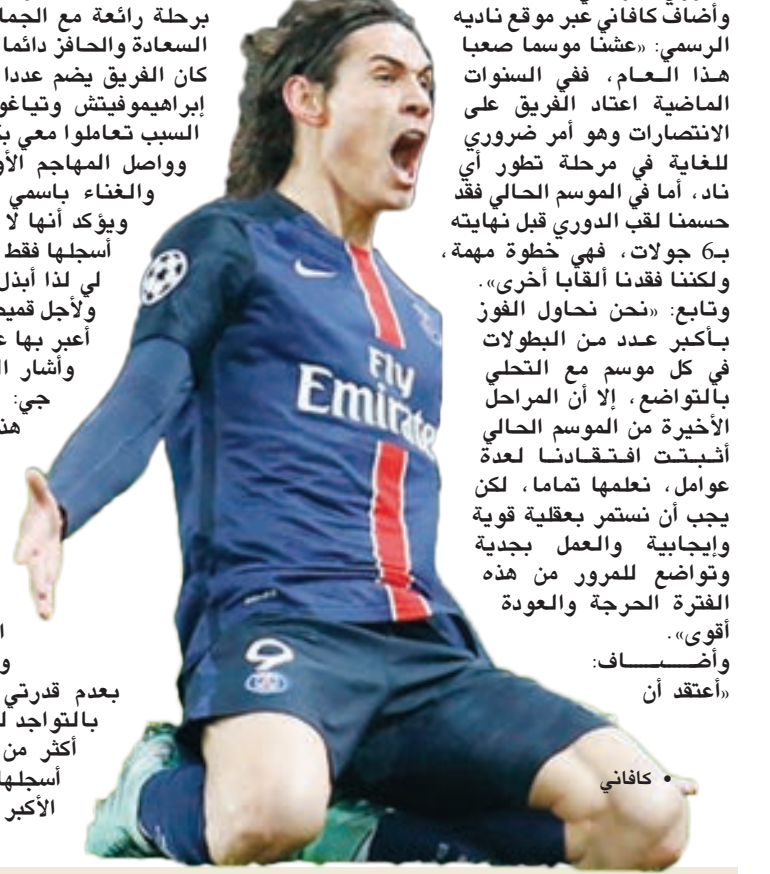 وأضاف كافاني عبر موقع ناديه
الرسمي: «عشنا موسما صعبا
هذا العام، ففي السنوات
الماضية اعتاد الفريق على
الانتصارات وهو أمر ضروري
للغاية في مرحلة تطور أي
ناد، أما في الموسم الحالي فقد
حسمنا لقب الدوري قبل نهايته
بـ6 جولات، فهي خطوة مهمة،
ولكننا فقدنا ألقابا أخرى».
وتابع: «نحن نحاول الفوز
بأكبر عدد من البطولات
في كل موسم مع التحلي
بالتواضع، إلا أن المراحل
الأخيرة من الموسم الحالي
أثبتت افتقادنا لعدة
عوامل، نعلمها تماما، لكن
يجب أن نستمر بعقلية قوية
وإيجابية والعمل بجدية
وتواضع للمرور من هذه
الفترة الحرجة والعودة
أقوى».
وأضـــــــاف:
«أعتقد أن
برحلة رائعة مع الجما
السعادة والحافز دائما
كان الفريق يضم عددا
إبراهيموفيتش وتياغو
السبب تعاملوا معي بك
وواصل المهاجم الأو
والغناء باسمي
ويؤكد أنها لا
أسجلها فقط
لي لذا أبذل
ولأجل قميص
أعبر بها ع
وأشار ال
جي:
هذ
ا
و
بعدم قدرتي
بالتواجد ل
أكثر من
أسجلها
الأكبر
• كافاني
Fly
Emirate
9